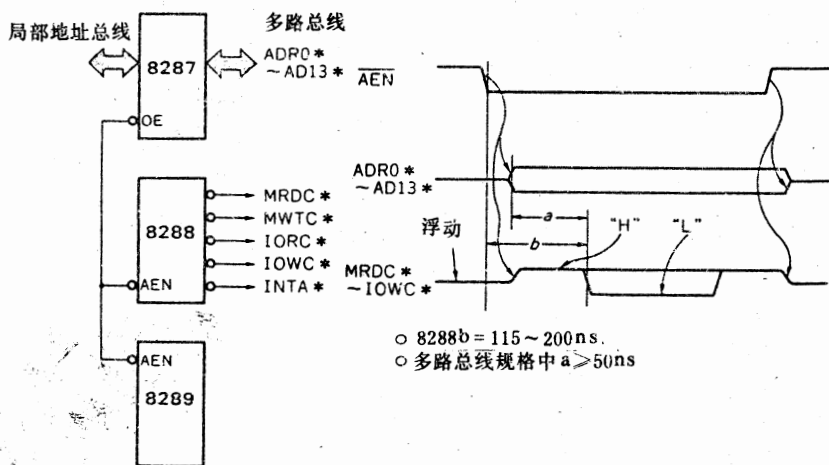 局部地址总线
多路总线
8287
ADR0*
~AD13*
OE
8288
MRDC*
MWTC*
IORC*
IOWC*
INTA*
AEN
AEN
8289
AEN
ADR0*
~AD13*
a
b
浮动
"H"
"L"
MRDC*
~IOWC*
○ 8288b=115~200ns.
○ 多路总线规格中a≥50ns